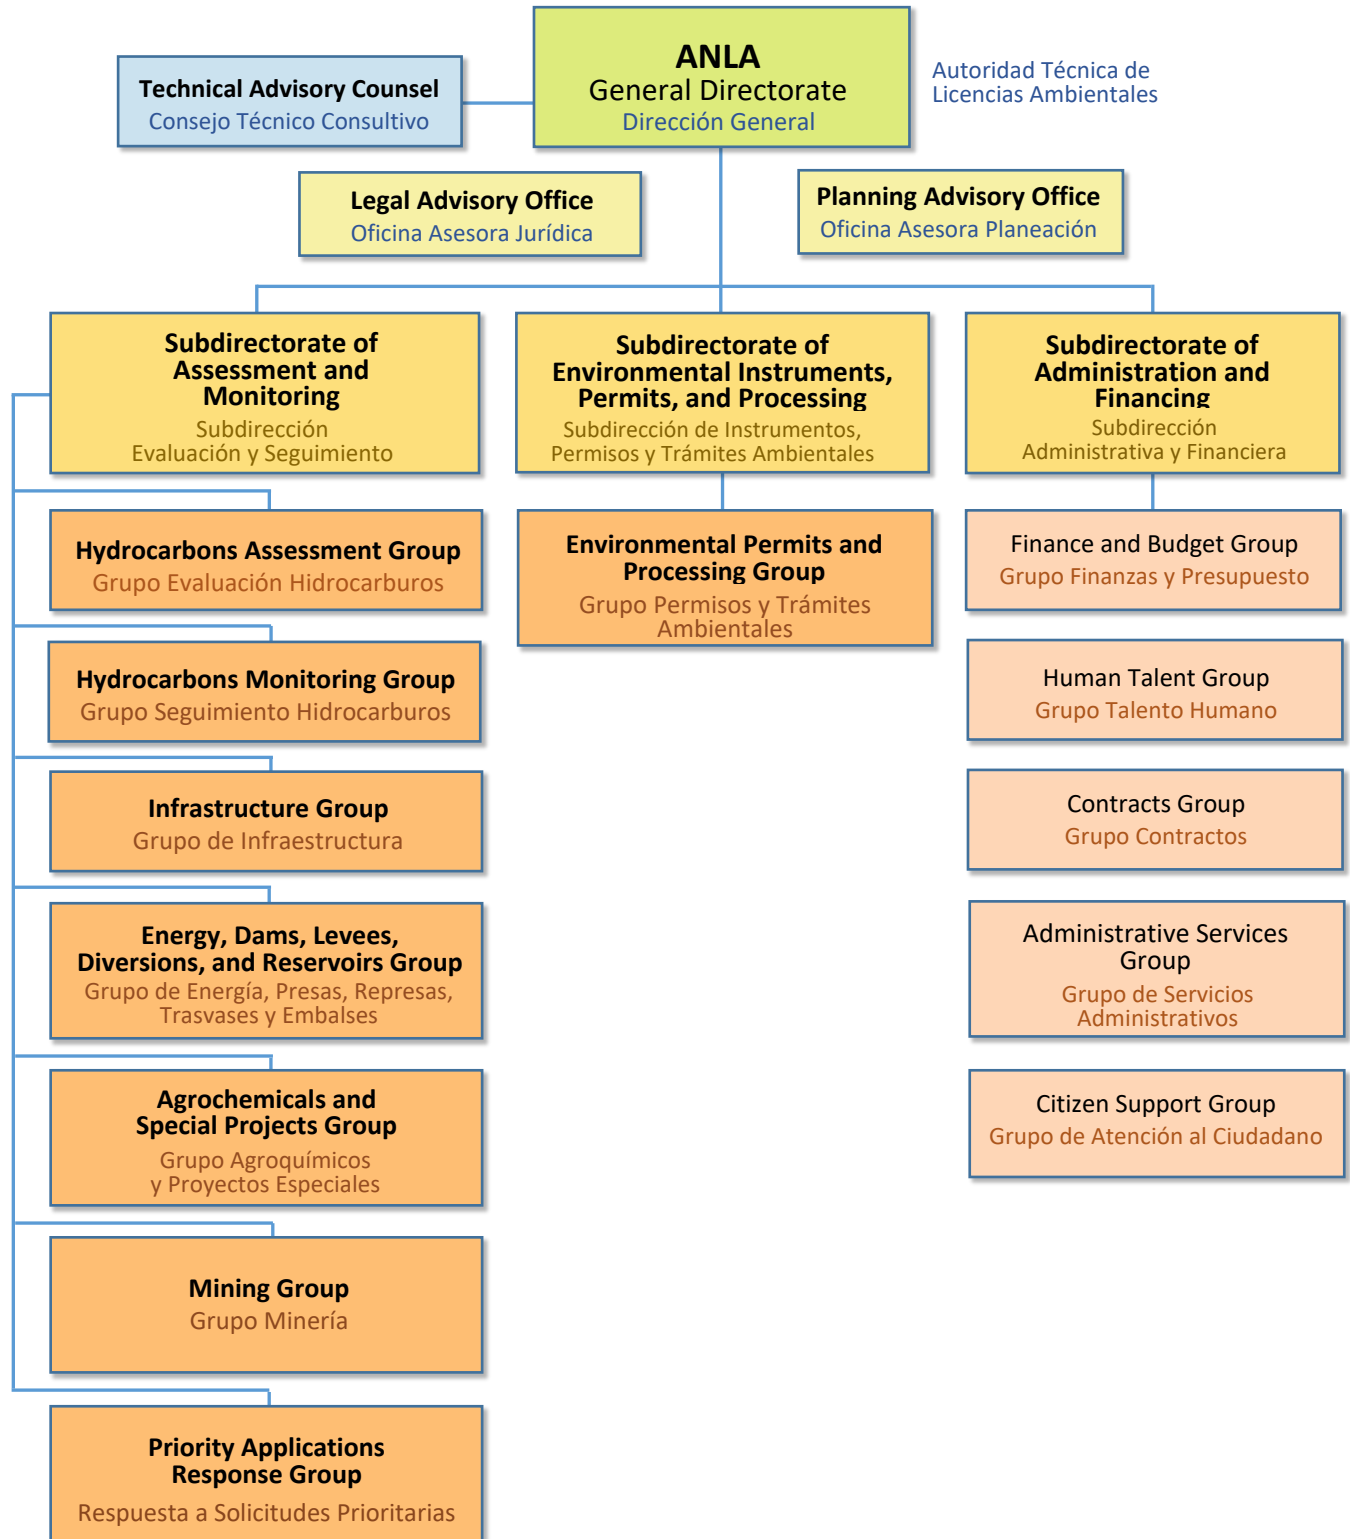 ANLA
General Directorate
Dirección General
Autoridad Técnica de
Licencias Ambientales
Technical Advisory Counsel
Consejo Técnico Consultivo
Legal Advisory Office
Oficina Asesora Jurídica
Planning Advisory Office
Oficina Asesora Planeación
Subdirectorate of
Assessment and
Monitoring
Subdirección
Evaluación y Seguimiento
Hydrocarbons Assessment Group
Grupo Evaluación Hidrocarburos
Hydrocarbons Monitoring Group
Grupo Seguimiento Hidrocarburos
Infrastructure Group
Grupo de Infraestructura
Energy, Dams, Levees,
Diversions, and Reservoirs Group
Grupo de Energía, Presas, Represas,
Trasvases y Embalses
Agrochemicals and
Special Projects Group
Grupo Agroquímicos
y Proyectos Especiales
Mining Group
Grupo Minería
Priority Applications
Response Group
Respuesta a Solicitudes Prioritarias
Subdirectorate of
Environmental Instruments,
Permits, and Processing
Subdirección de Instrumentos,
Permisos y Trámites Ambientales
Environmental Permits and
Processing Group
Grupo Permisos y Trámites
Ambientales
Subdirectorate of
Administration and
Financing
Subdirección
Administrativa y Financiera
Finance and Budget Group
Grupo Finanzas y Presupuesto
Human Talent Group
Grupo Talento Humano
Contracts Group
Grupo Contractos
Administrative Services
Group
Grupo de Servicios
Administrativos
Citizen Support Group
Grupo de Atención al Ciudadano